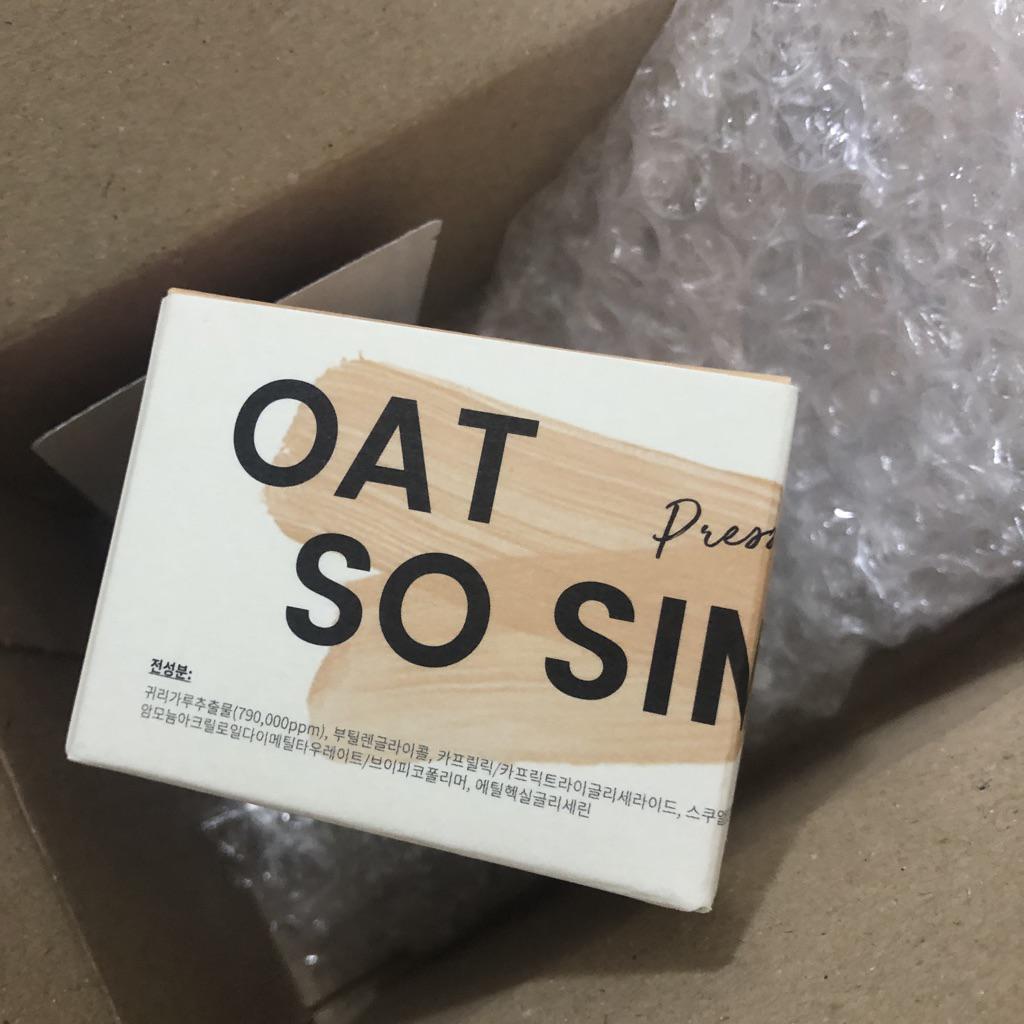 OAT
Press
SO SIN
전성분:
귀리가루추출물(790,000ppm), 부틸렌글라이콜, 카프릴릭/카프릭트라이글리세라이드, 스쿠알
암모늄아크릴로일다이메틸타우레이트/브이피코폴리머, 에틸헥실글리세린